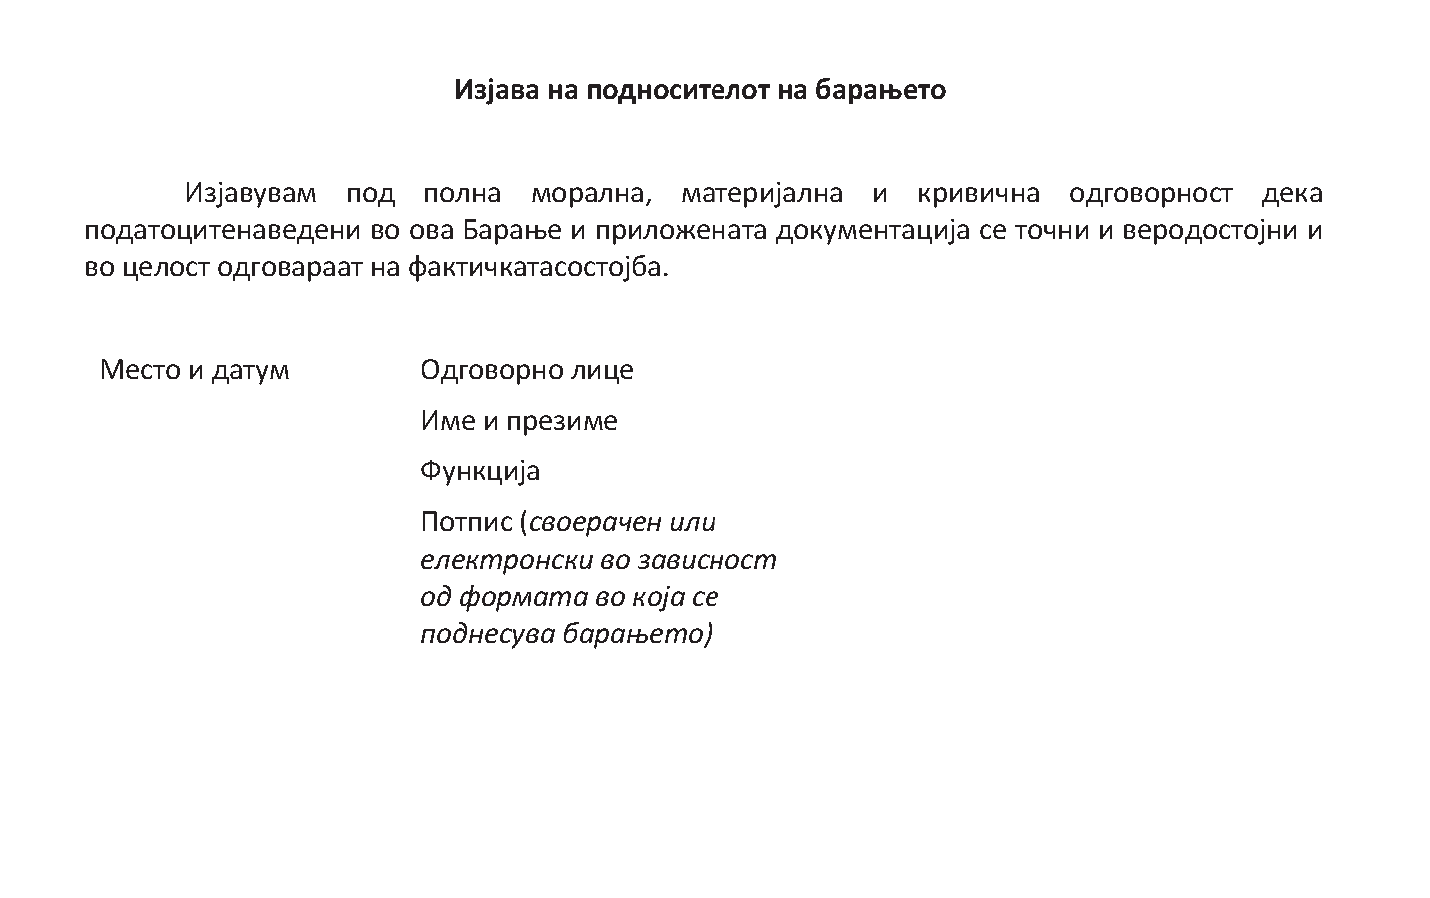 Изјава на подносителот на барањето
Изјавувам под полна морална, материјална и кривична одговорност дека
податоцитенаведени во ова Барање и приложената документација се точни и веродостојни и
во целост одговараат на фактичкатасостојба.
Место и датум
Одговорно лице
Име и презиме
Функција
Потпис (своерачен или
електронски во зависност
од формата во која се
поднесува барањето)